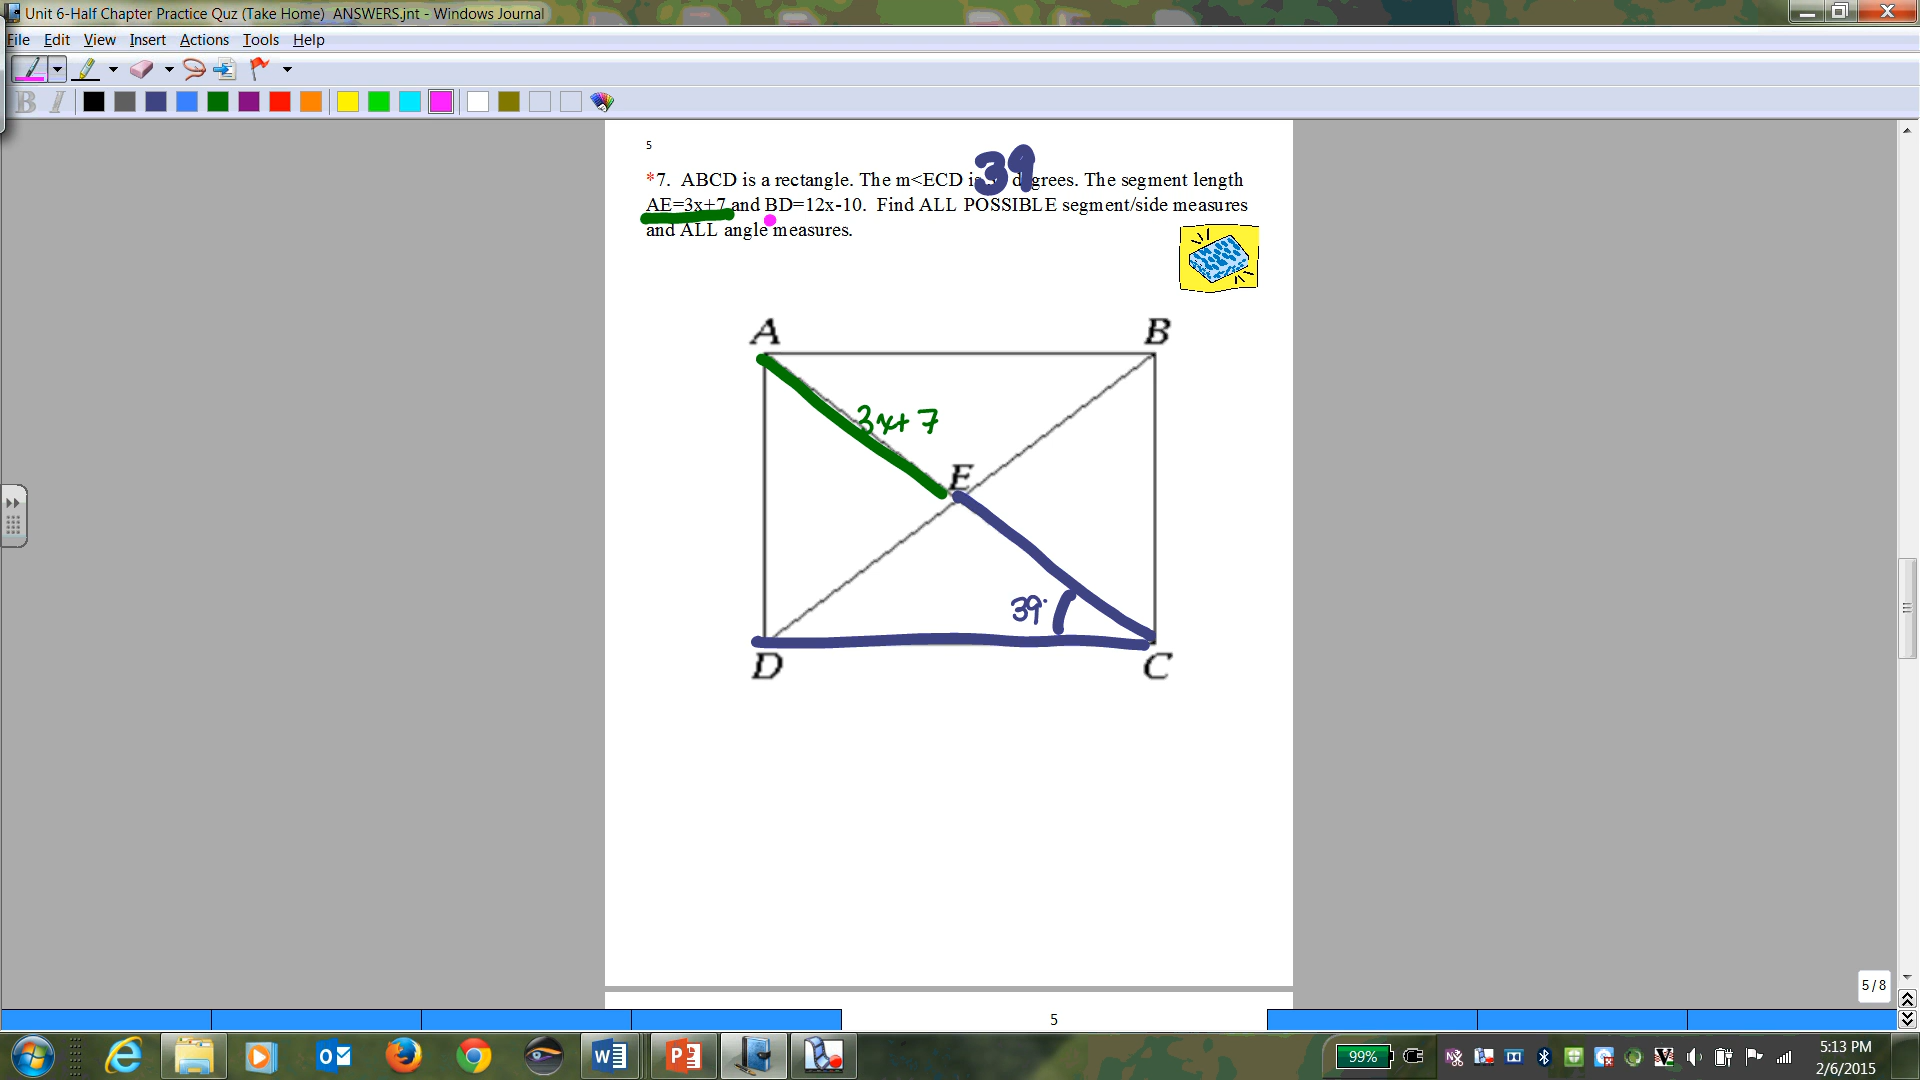 Unit 6-Half Chapter Practice Quz (Take Home) ANSWERS.jnt - Windows Journal
File Edit View Insert Actions Tools Help
B I
5
39
*7. ABCD is a rectangle. The m<ECD is degrees. The segment length
AE=3x+7 and BD=12x-10. Find ALL POSSIBLE segment/side measures
and ALL angle measures.
A B
3x+7
E
39°
D C
5 / 8
5
99%
5:13 PM
2/6/2015